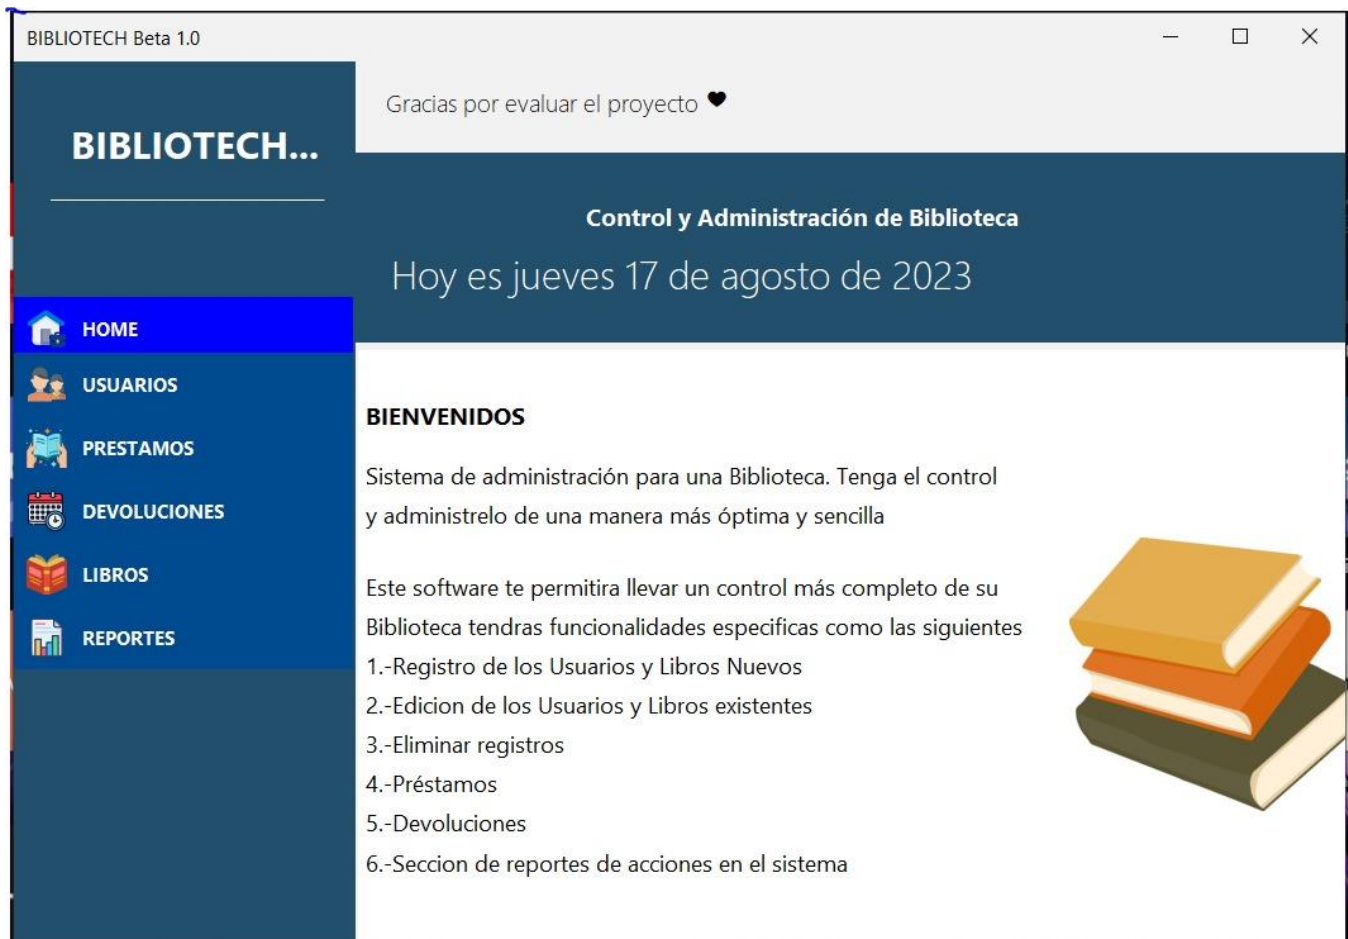 BIBLIOTECH Beta 1.0
Gracias por evaluar el proyecto ♥
BIBLIOTECH...
Control y Administración de Biblioteca
Hoy es jueves 17 de agosto de 2023
HOME
USUARIOS
PRESTAMOS
DEVOLUCIONES
LIBROS
REPORTES
BIENVENIDOS
Sistema de administración para una Biblioteca. Tenga el control
y administrelo de una manera más óptima y sencilla
Este software te permitira llevar un control más completo de su
Biblioteca tendras funcionalidades especificas como las siguientes
1.-Registro de los Usuarios y Libros Nuevos
2.-Edicion de los Usuarios y Libros existentes
3.-Eliminar registros
4.-Préstamos
5.-Devoluciones
6.-Seccion de reportes de acciones en el sistema